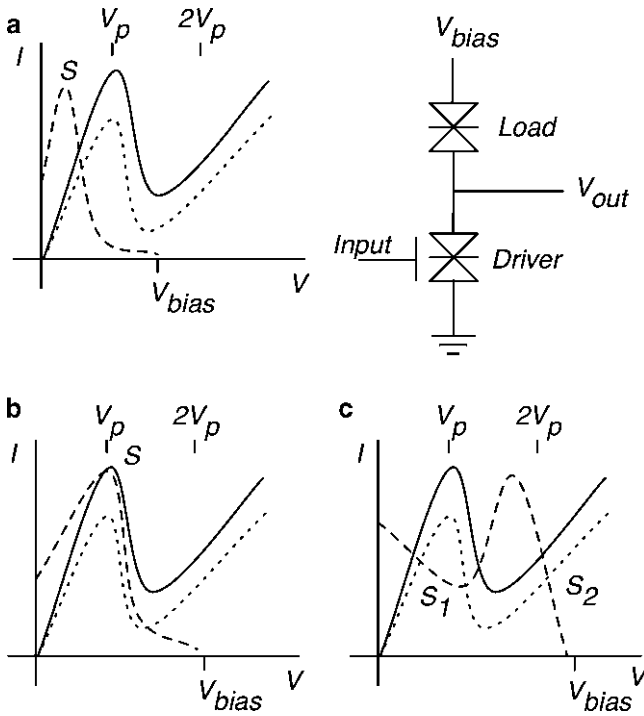 a
V_p
2V_p
I
S
V
V_bias
V_bias
Load
V_out
Input
Driver
b
V_p
2V_p
I
S
V
V_bias
c
V_p
2V_p
I
S_1
S_2
V
V_bias